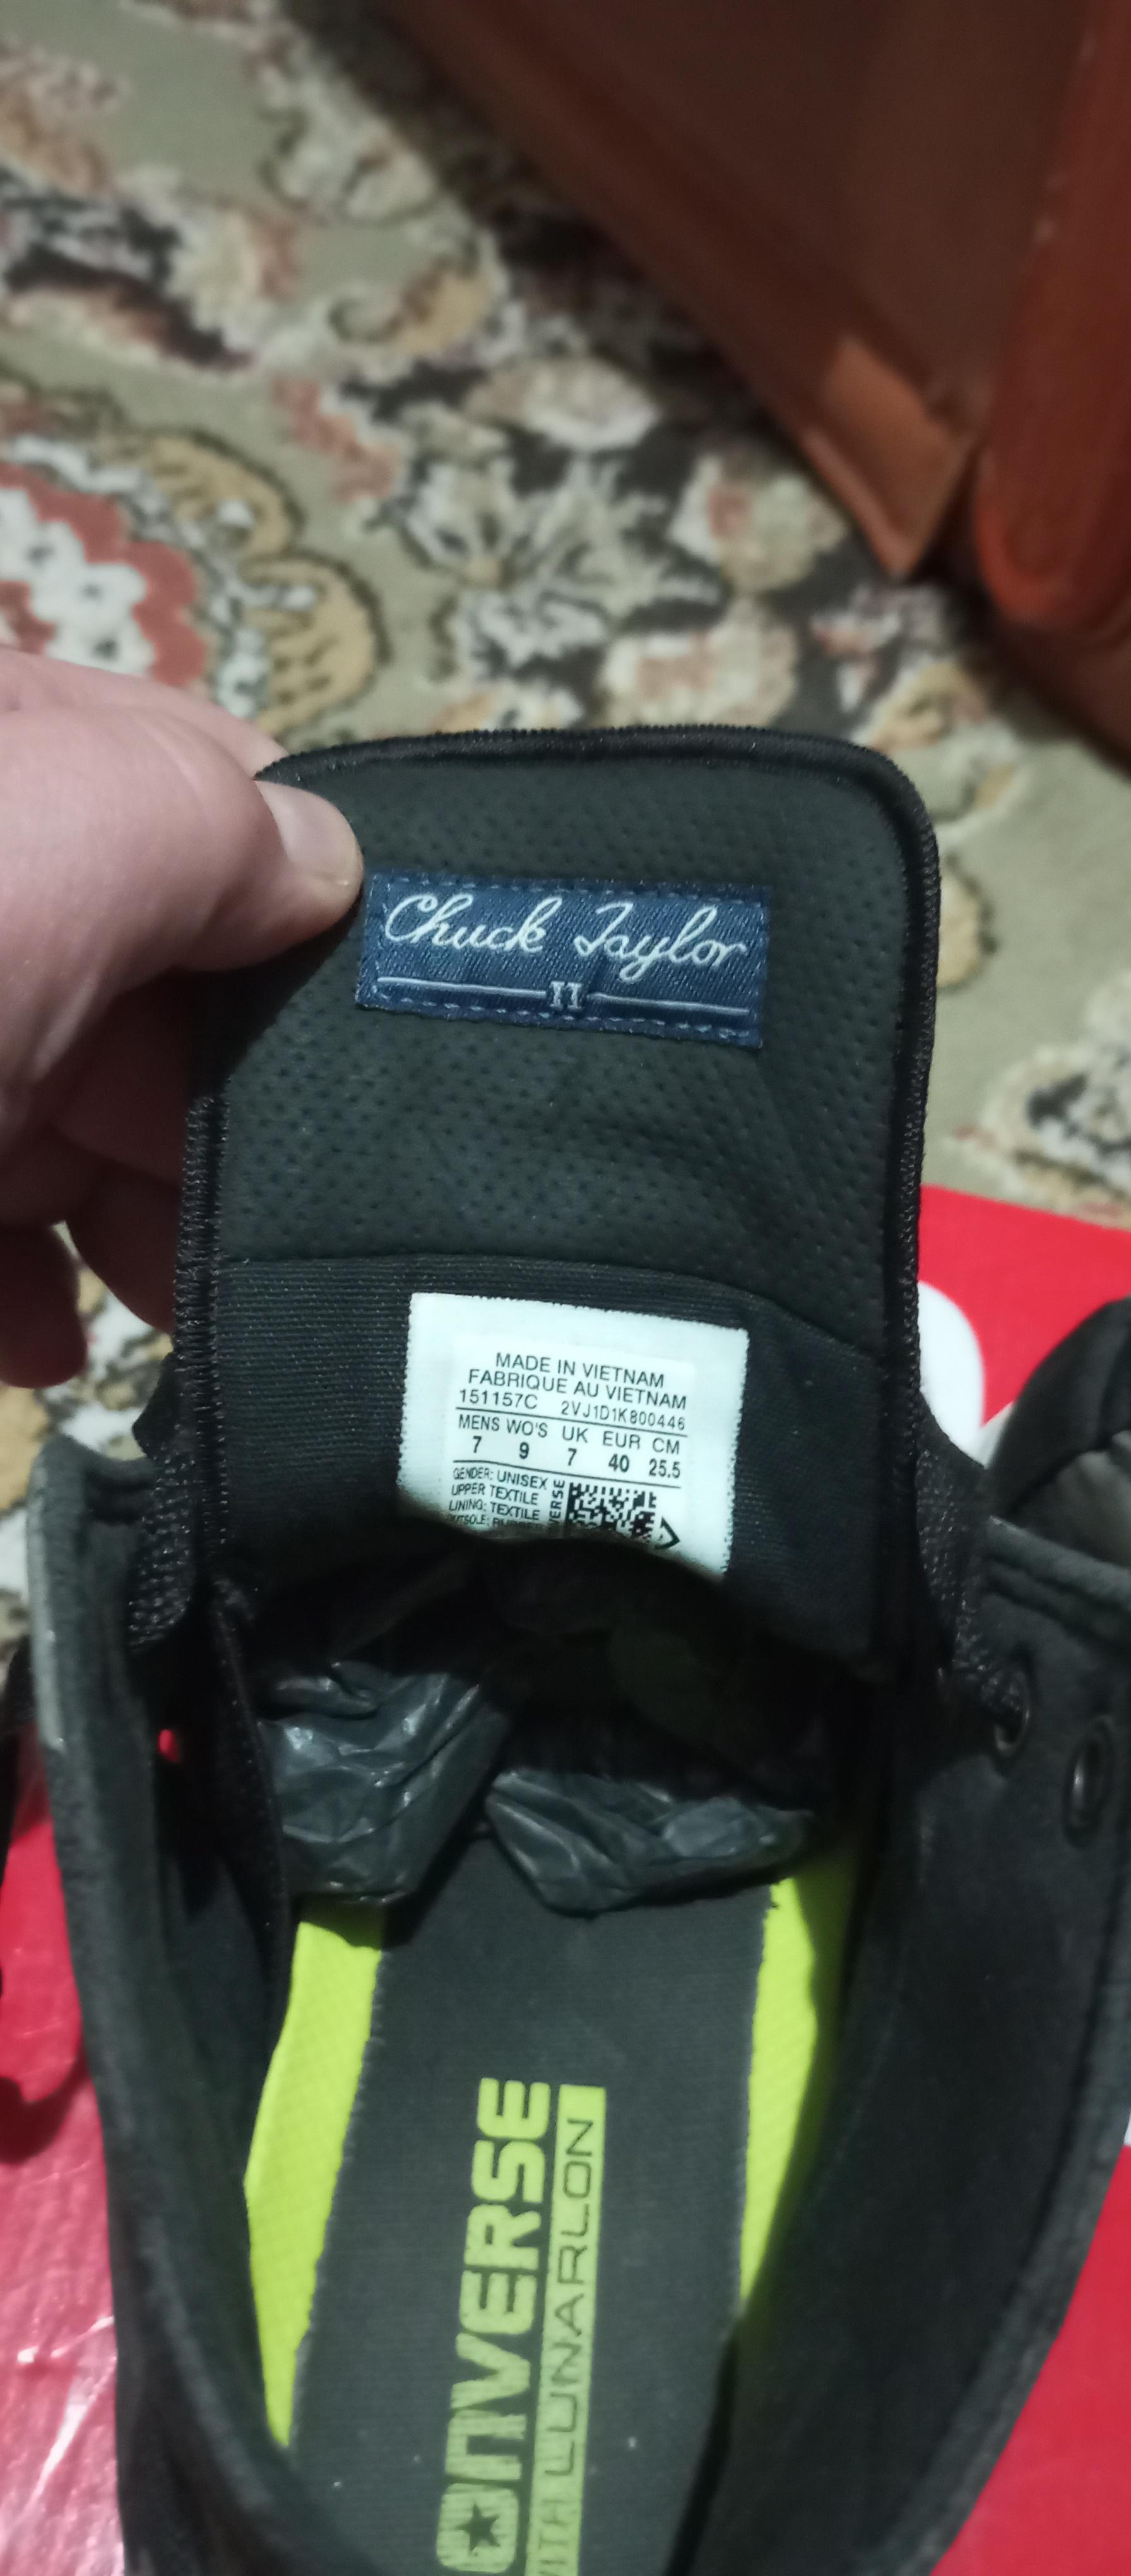 Chuck Taylor
II
MADE IN VIETNAM
FABRIQUE AU VIETNAM
151157C 2VJ1D1K800446
MENS WO'S UK EUR CM
7 9 7 40 25.5
GENDER: UNISEX
UPPER TEXTILE
LINING: TEXTILE
CONVERSE
WITH LUNARLON